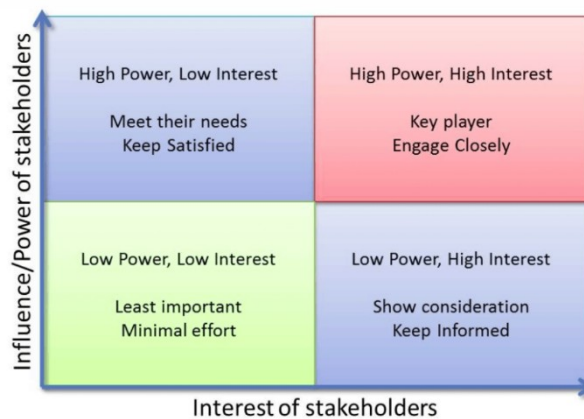 Influence/Power of stakeholders
High Power, Low Interest
Meet their needs
Keep Satisfied
High Power, High Interest
Key player
Engage Closely
Low Power, Low Interest
Least important
Minimal effort
Low Power, High Interest
Show consideration
Keep Informed
Interest of stakeholders